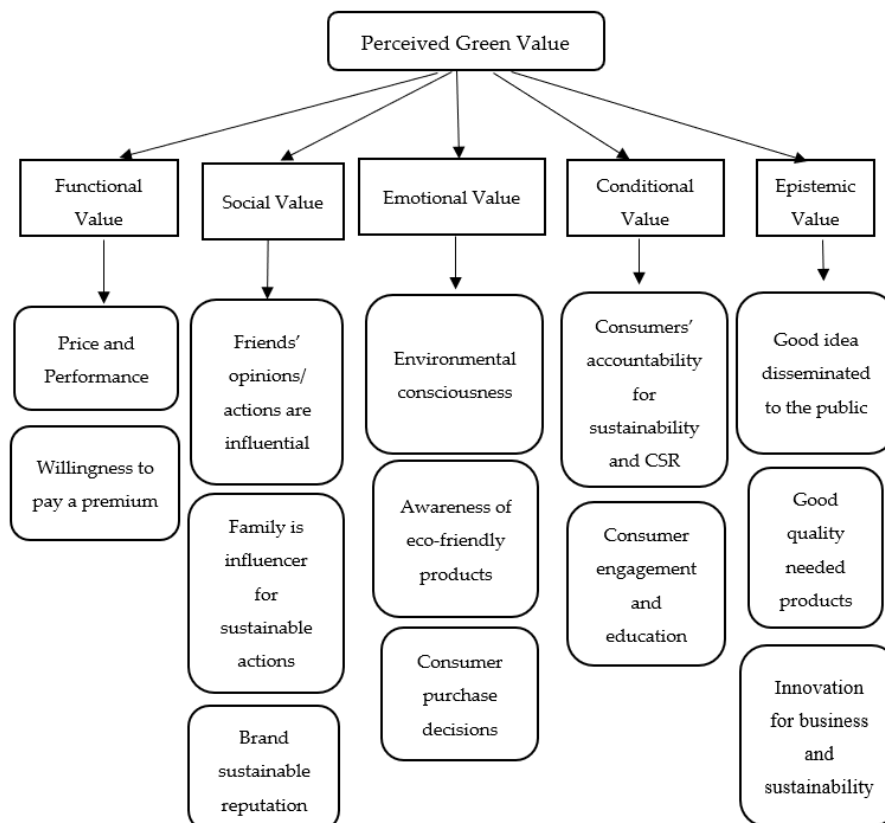 Perceived Green Value
Functional
Value
Social Value
Emotional Value
Conditional
Value
Epistemic
Value
Price and
Performance
Willingness to
pay a premium
Friends'
opinions/
actions are
influential
Family is
influencer
for
sustainable
actions
Brand
sustainable
reputation
Environmental
consciousness
Awareness of
eco-friendly
products
Consumer
purchase
decisions
Consumers'
accountability
for
sustainability
and CSR
Consumer
engagement
and
education
Good idea
disseminated
to the public
Good
quality
needed
products
Innovation
for business
and
sustainability